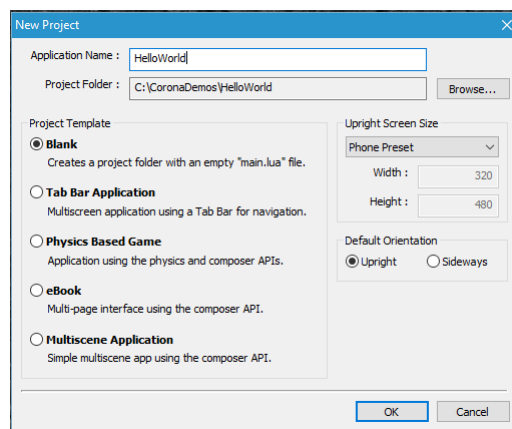 New Project
Application Name : HelloWorld
Project Folder : C:\CoronaDemos\HelloWorld Browse...
Project Template
Blank
Creates a project folder with an empty "main.lua" file.
Tab Bar Application
Multiscreen application using a Tab Bar for navigation.
Physics Based Game
Application using the physics and composer APIs.
eBook
Multi-page interface using the composer API.
Multiscene Application
Simple multiscene app using the composer API.
Upright Screen Size
Phone Preset
Width : 320
Height : 480
Default Orientation
Upright Sideways
OK Cancel